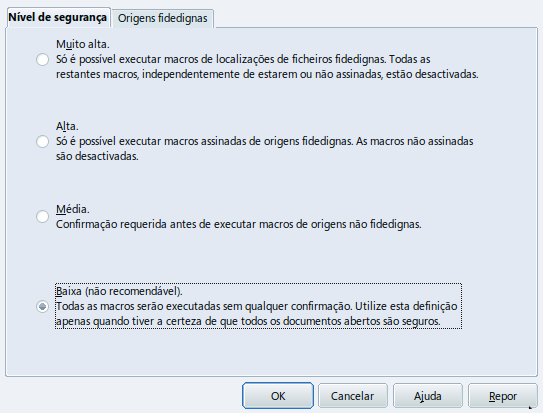 Nível de segurança
Origens fidedignas
Muito alta.
Só é possível executar macros de localizações de ficheiros fidedignas. Todas as
restantes macros, independentemente de estarem ou não assinadas, estão desactivadas.
Alta.
Só é possível executar macros assinadas de origens fidedignas. As macros não assinadas
são desactivadas.
Média.
Confirmação requerida antes de executar macros de origens não fidedignas.
Baixa (não recomendável).
Todas as macros serão executadas sem qualquer confirmação. Utilize esta definição
apenas quando tiver a certeza de que todos os documentos abertos são seguros.
OK
Cancelar
Ajuda
Repor